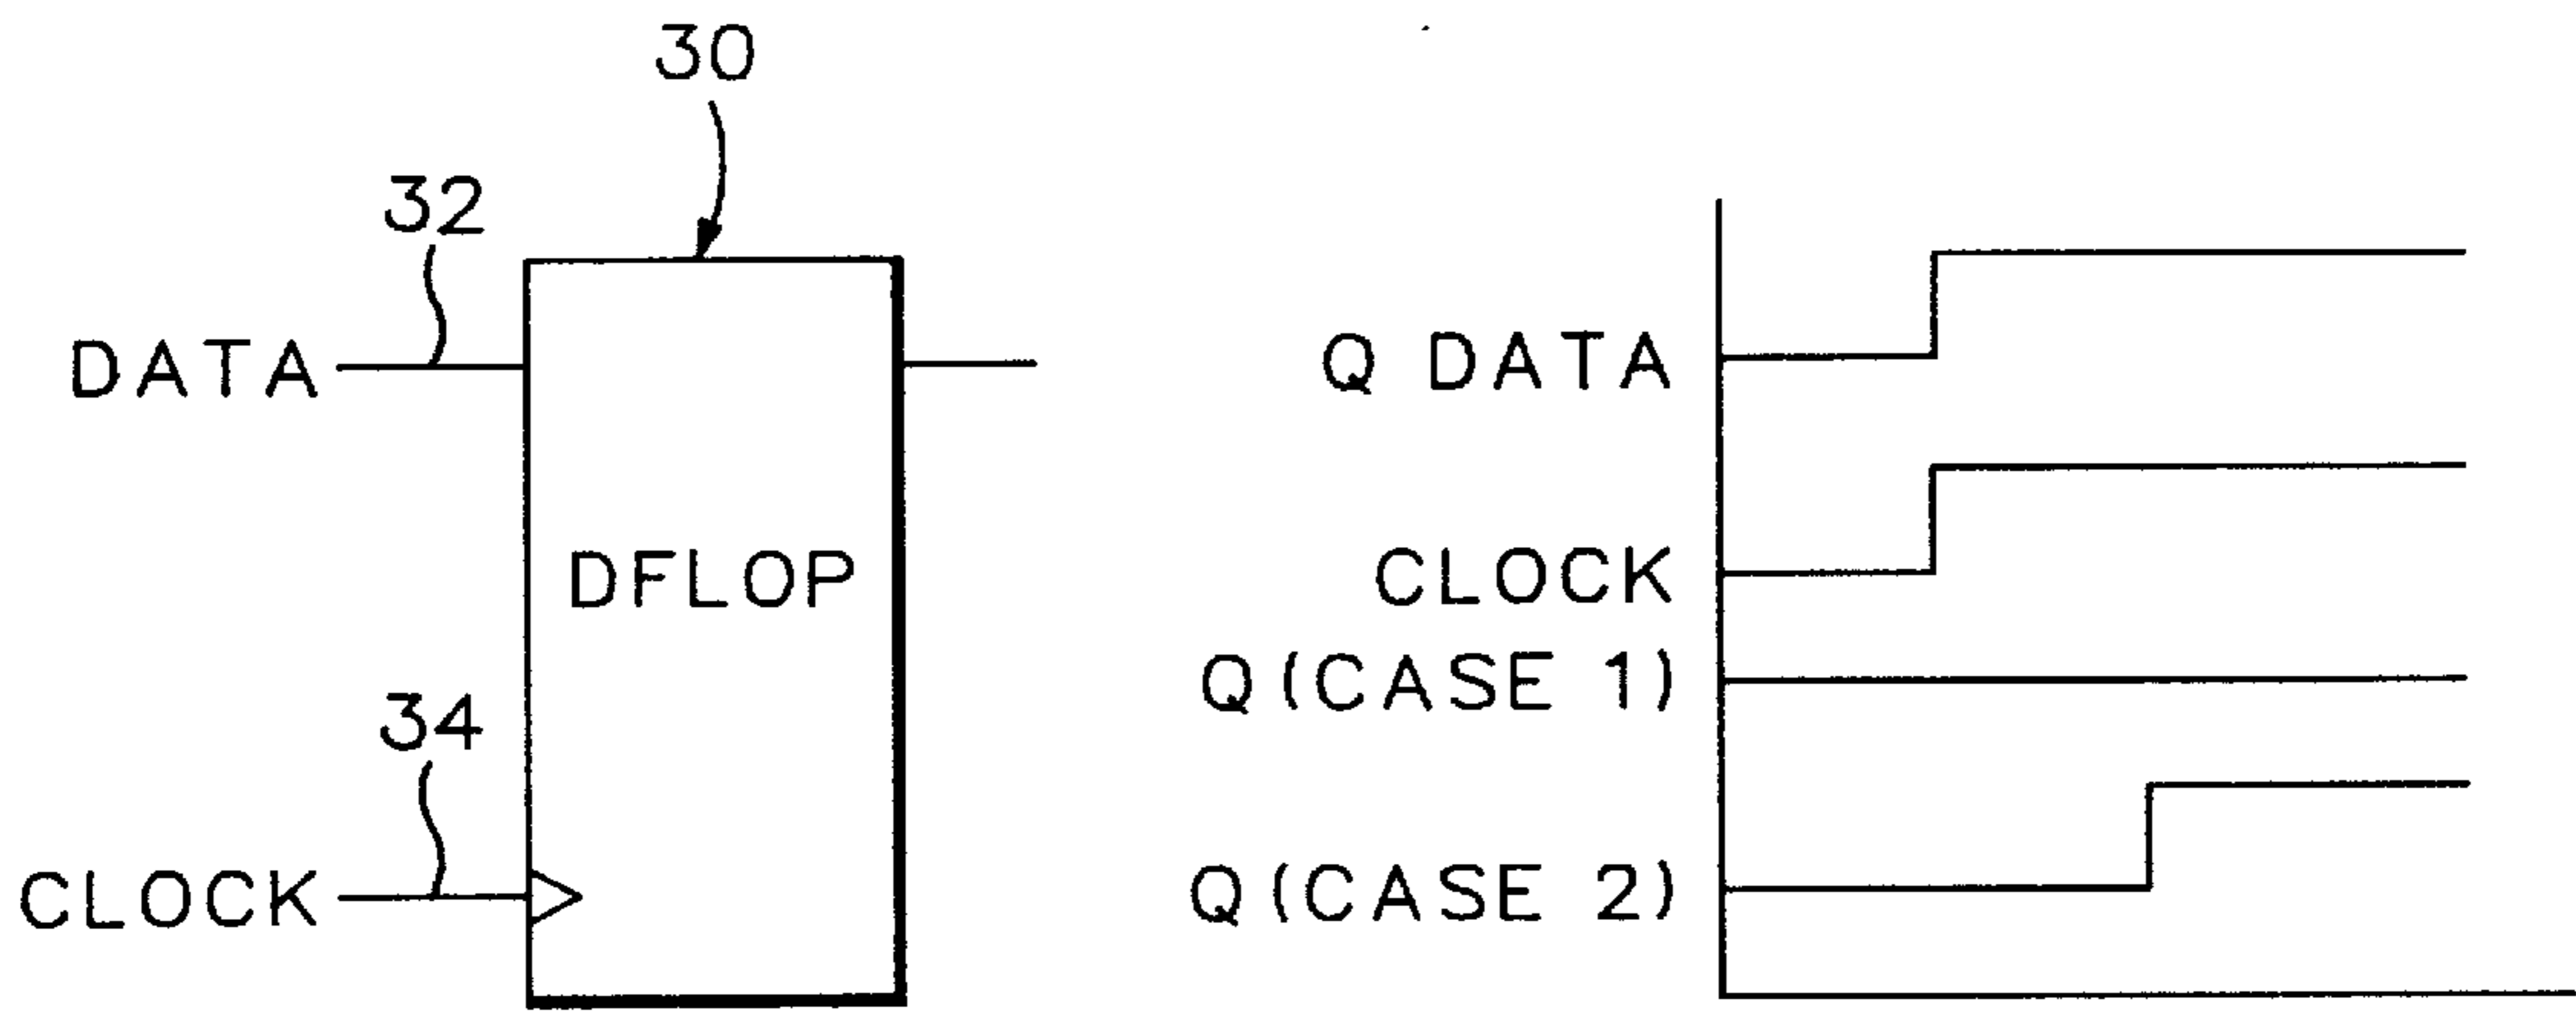 30
32
DATA
DFLOP
34
CLOCK
Q DATA
CLOCK
Q (CASE 1)
Q (CASE 2)